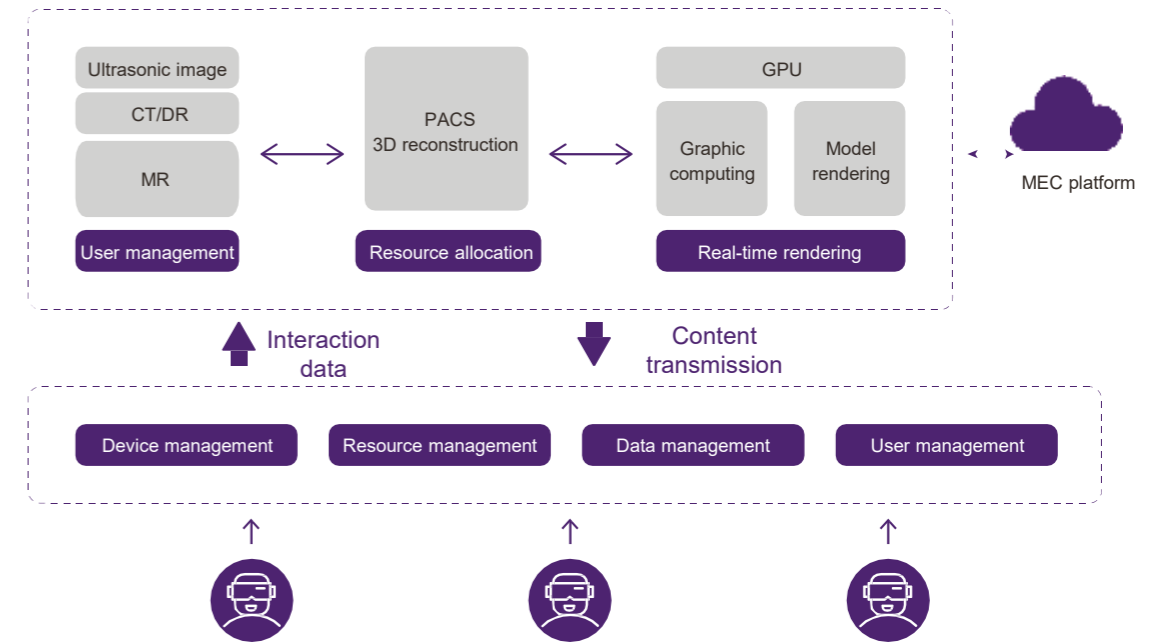 Ultrasonic image
CT/DR
MR
User management
PACS
3D reconstruction
Resource allocation
GPU
Graphic
computing
Model
rendering
Real-time rendering
MEC platform
Interaction
data
Content
transmission
Device management
Resource management
Data management
User management